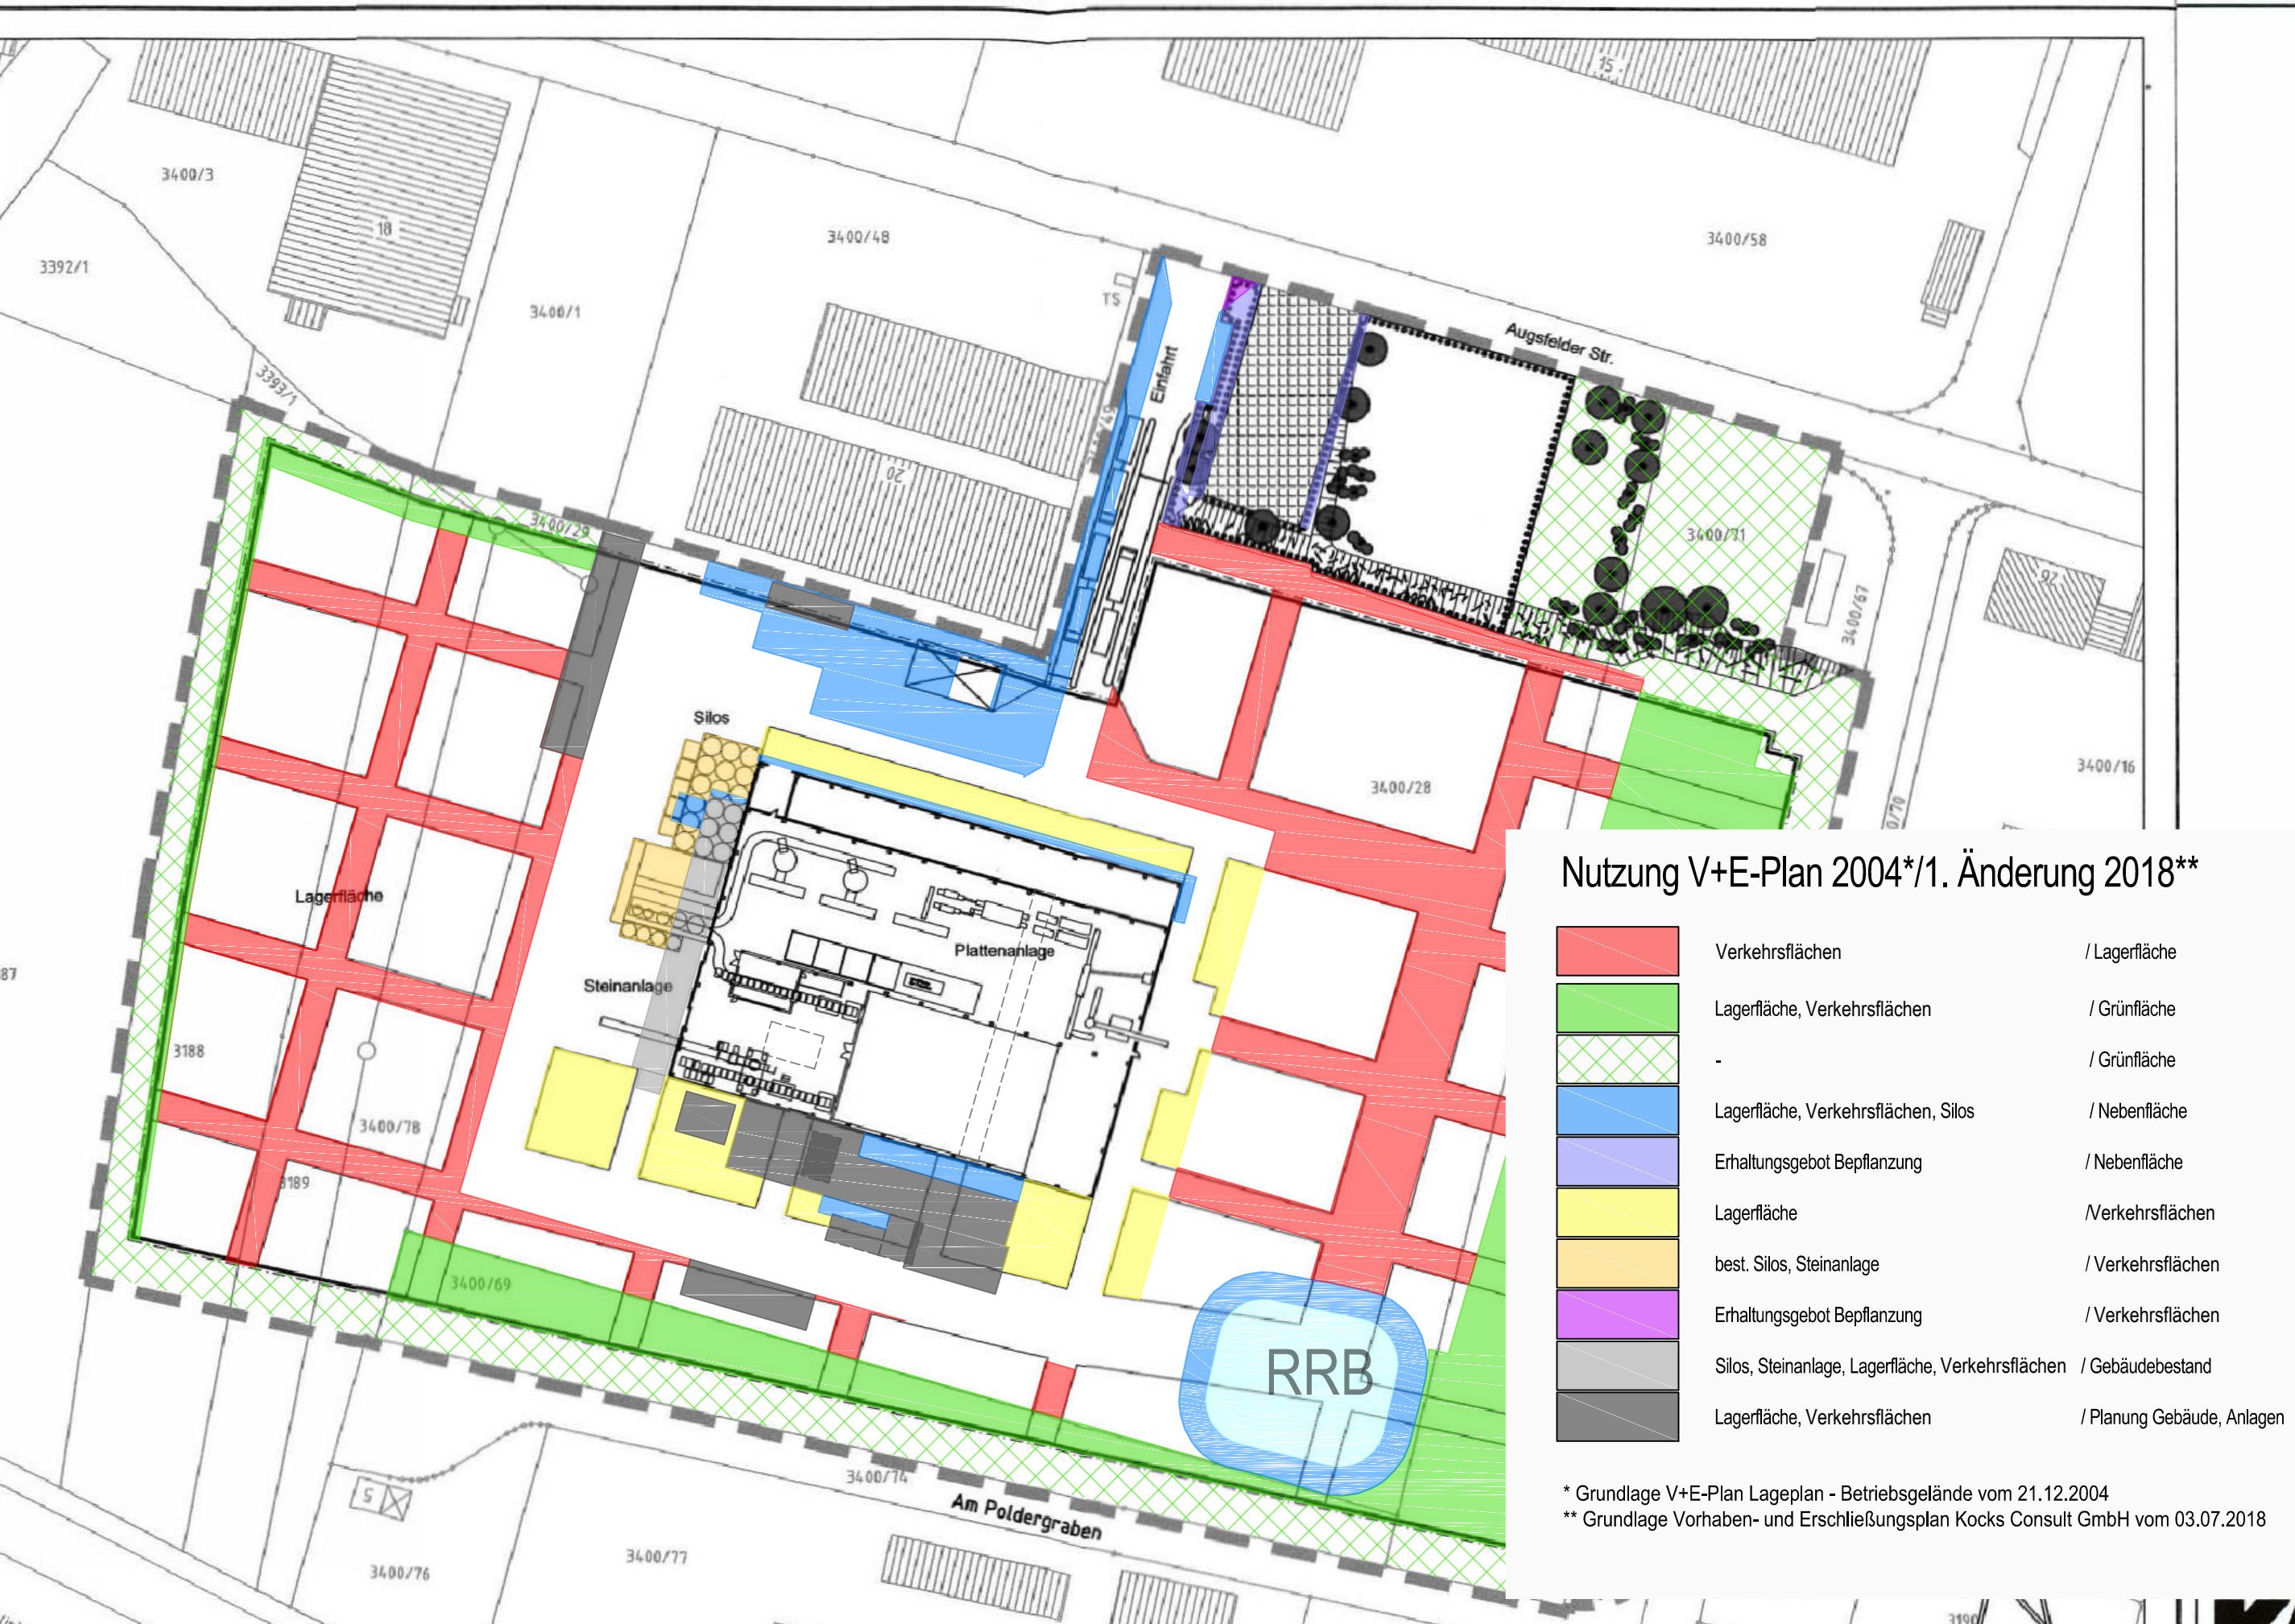 15
3400/3
18
3400/48
3400/58
3392/1
TS
3400/1
Augsfelder Str.
Einfahrt
3393/1
20
3400/29
3400/71
26
3400/67
Silos
3400/16
3400/28
Lagerfläche
Plattenanlage
Steinanlage
3188
3400/78
3189
3400/69
RRB
3400/74
S
Am Poldergraben
3400/77
3400/76
3190
Nutzung V+E-Plan 2004*/1. Änderung 2018**
Verkehrsflächen / Lagerfläche
Lagerfläche, Verkehrsflächen / Grünfläche
- / Grünfläche
Lagerfläche, Verkehrsflächen, Silos / Nebenfläche
Erhaltungsgebot Bepflanzung / Nebenfläche
Lagerfläche /Verkehrsflächen
best. Silos, Steinanlage / Verkehrsflächen
Erhaltungsgebot Bepflanzung / Verkehrsflächen
Silos, Steinanlage, Lagerfläche, Verkehrsflächen / Gebäudebestand
Lagerfläche, Verkehrsflächen / Planung Gebäude, Anlagen
* Grundlage V+E-Plan Lageplan - Betriebsgelände vom 21.12.2004
** Grundlage Vorhaben- und Erschließungsplan Kocks Consult GmbH vom 03.07.2018